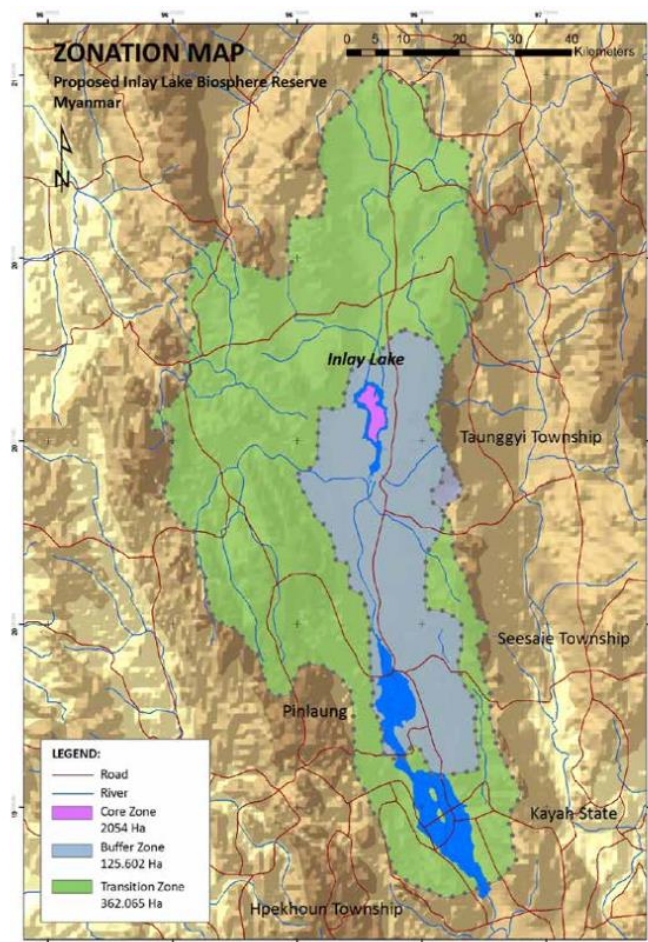 ZONATION MAP
Proposed Inlay Lake Biosphere Reserve
Myanmar
0 5 10 20 30 40
Kilometers
Inlay Lake
Taunggyi Township
Seesaie Township
Pinlaung
Kayah State
Hpekhoun Township
LEGEND:
Road
River
Core Zone
2054 Ha
Buffer Zone
125.602 Ha
Transition Zone
362.065 Ha